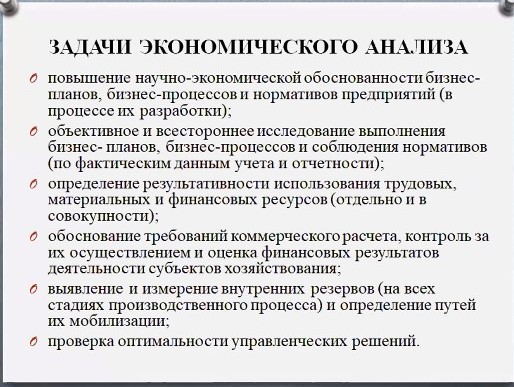 ЗАДАЧИ ЭКОНОМИЧЕСКОГО АНАЛИЗА
повышение научно-экономической обоснованности бизнес-
планов, бизнес-процессов и нормативов предприятий (в
процессе их разработки);
объективное и всестороннее исследование выполнения
бизнес- планов, бизнес-процессов и соблюдения нормативов
(по фактическим данным учета и отчетности);
определение результативности использования трудовых,
материальных и финансовых ресурсов (отдельно и в
совокупности);
обоснование требований коммерческого расчета, контроль за
их осуществлением и оценка финансовых результатов
деятельности субъектов хозяйствования;
выявление и измерение внутренних резервов (на всех
стадиях производственного процесса) и определение путей
их мобилизации;
проверка оптимальности управленческих решений.